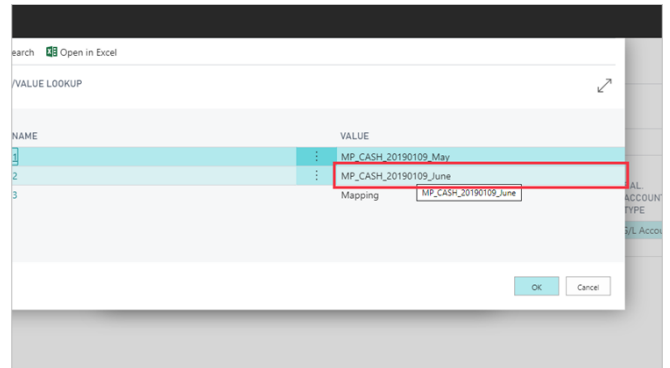 earch Open in Excel
/VALUE LOOKUP
NAME VALUE
1 MP_CASH_20190109_May
2 MP_CASH_20190109_June
3 Mapping MP_CASH_20190109_June
AL.
ACCOUNT
TYPE
G/L Accou
OK Cancel